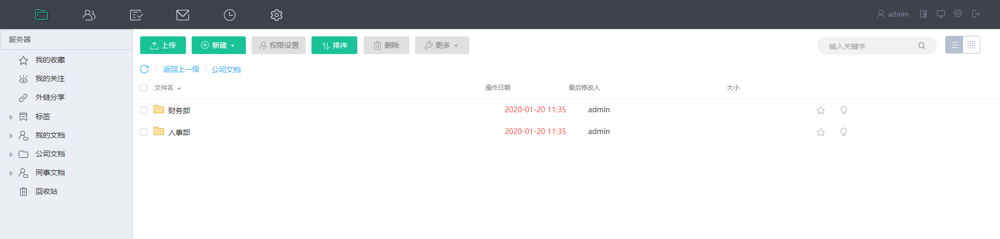 admin
服务器
我的收藏
我的关注
外链分享
标签
我的文档
公司文档
同事文档
回收站
上传 新建 权限设置 排序 删除 更多 输入关键字
返回上一级 公司文档
文件名 操作日期 最后修改人 大小
财务部 2020-01-20 11:35 admin
人事部 2020-01-20 11:35 admin